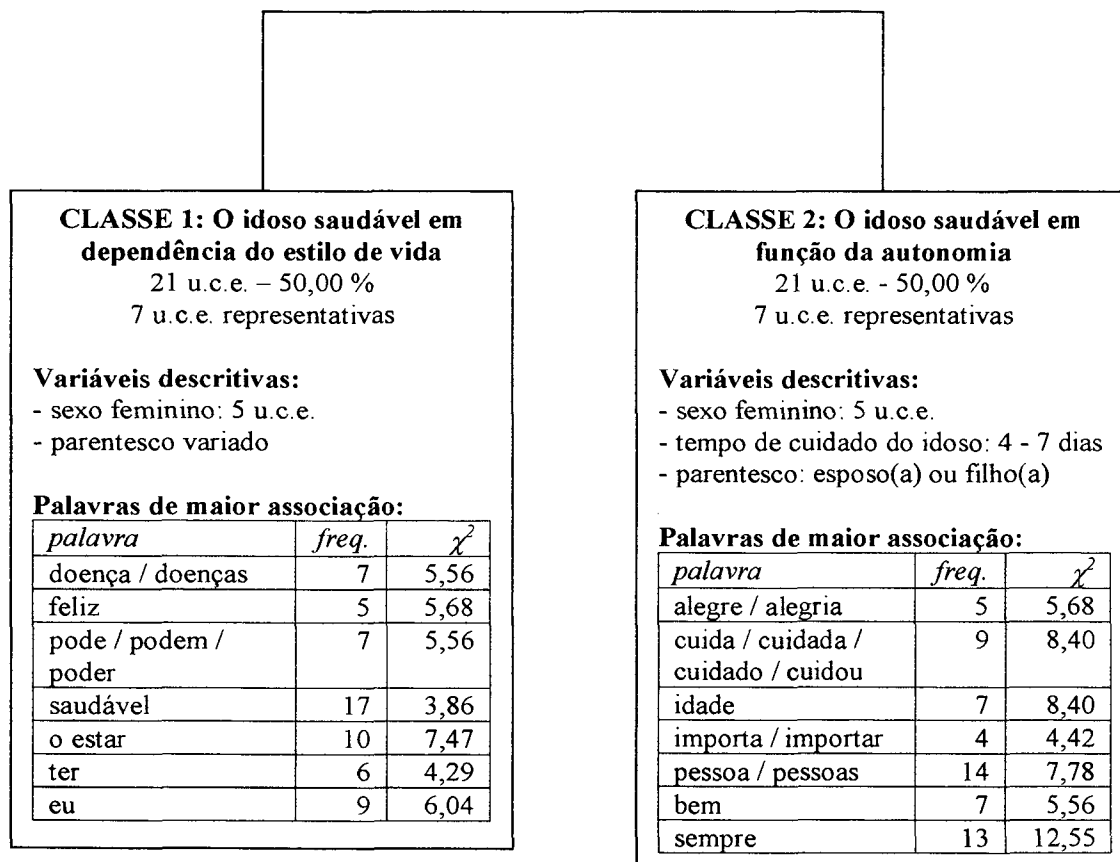 CLASSE 1: O idoso saudável em
dependência do estilo de vida
21 u.c.e. – 50,00 %
7 u.c.e. representativas
Variáveis descritivas:
- sexo feminino: 5 u.c.e.
- parentesco variado
Palavras de maior associação:
palavra freq. χ²
doença / doenças 7 5,56
feliz 5 5,68
pode / podem / 7 5,56
poder
saudável 17 3,86
o estar 10 7,47
ter 6 4,29
eu 9 6,04
CLASSE 2: O idoso saudável em
função da autonomia
21 u.c.e. - 50,00 %
7 u.c.e. representativas
Variáveis descritivas:
- sexo feminino: 5 u.c.e.
- tempo de cuidado do idoso: 4 - 7 dias
- parentesco: esposo(a) ou filho(a)
Palavras de maior associação:
palavra freq. χ²
alegre / alegria 5 5,68
cuida / cuidada / 9 8,40
cuidado / cuidou
idade 7 8,40
importa / importar 4 4,42
pessoa / pessoas 14 7,78
bem 7 5,56
sempre 13 12,55